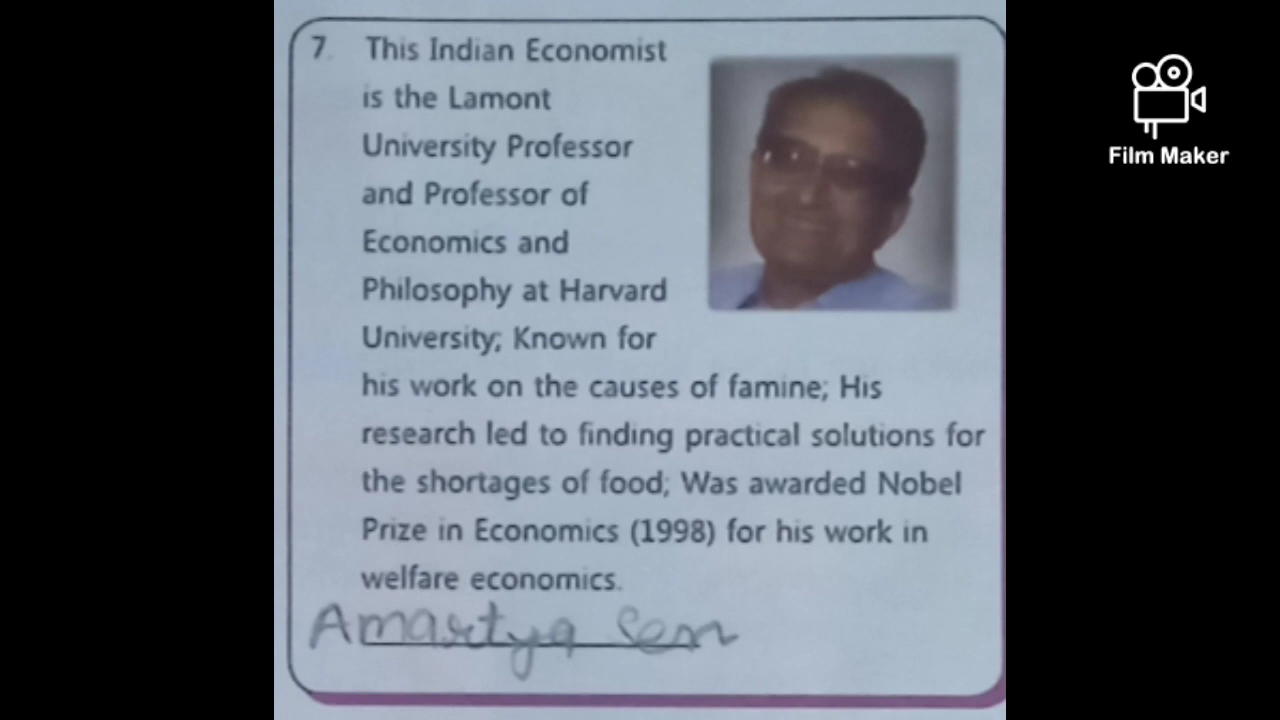 7. This Indian Economist
is the Lamont
University Professor
and Professor of
Economics and
Philosophy at Harvard
University; Known for
his work on the causes of famine; His
research led to finding practical solutions for
the shortages of food; Was awarded Nobel
Prize in Economics (1998) for his work in
welfare economics.
Amartya Sen
Film Maker